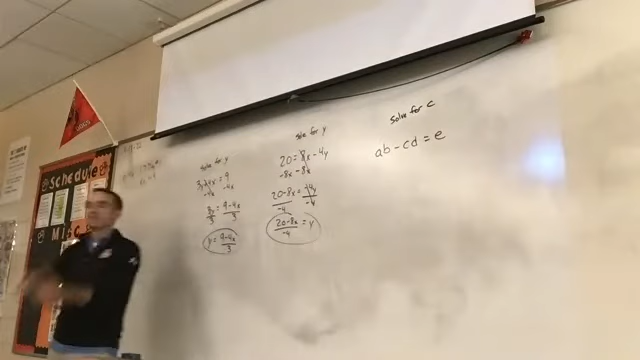 Schedule
Misc
solve for y
3y+4x=9
-4x -4x
3y = 9-4x
3 3
y = 9-4x
3
solve for y
20=8x-4y
-8x -8x
20-8x = -4y
-4 -4
20-8x = y
-4
solve for c
ab-cd=e